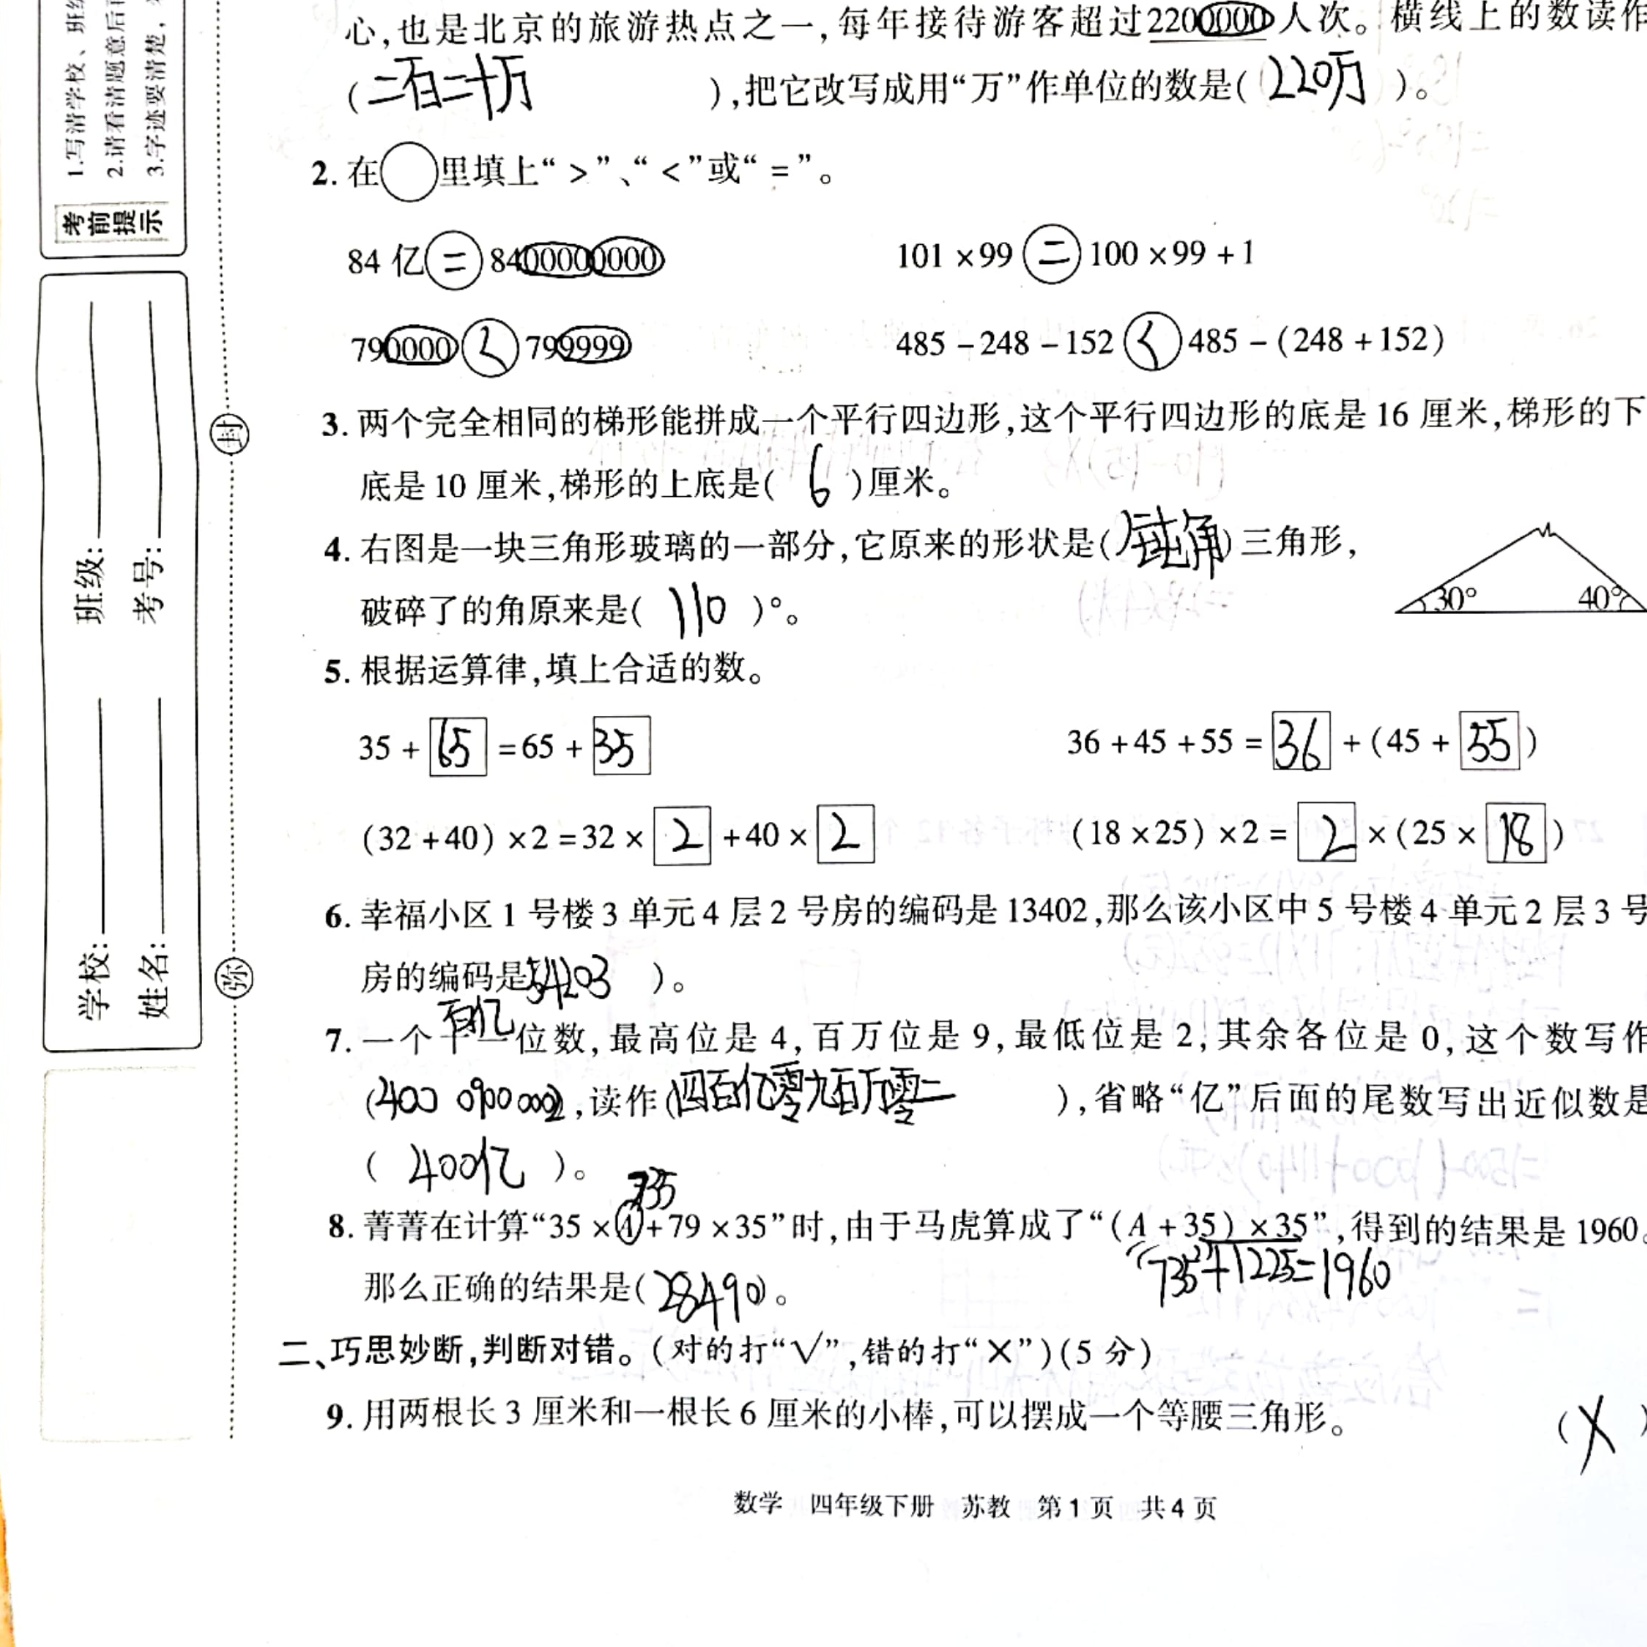 心,也是北京的旅游热点之一,每年接待游客超过2200000人次。横线上的数读作
(二百二十万),把它改写成用“万”作单位的数是(220万)。
2.在○里填上“>”、“<”或“=”。
84亿=8400000000 101×99=100×99+1
790000<799999 485-248-152<485-(248+152)
3.两个完全相同的梯形能拼成一个平行四边形,这个平行四边形的底是16厘米,梯形的下
底是10厘米,梯形的上底是(6)厘米。
4.右图是一块三角形玻璃的一部分,它原来的形状是(钝角)三角形,
破碎了的角原来是(110)°。
30° 40°
5.根据运算律,填上合适的数。
35+65=65+35 36+45+55=36+(45+55)
(32+40)×2=32×2+40×2 (18×25)×2=2×(25×18)
6.幸福小区1号楼3单元4层2号房的编码是13402,那么该小区中5号楼4单元2层3号
房的编码是54203)。
百亿
7.一个十一位数,最高位是4,百万位是9,最低位是2,其余各位是0,这个数写作
(400 0900 0002),读作(四百亿零九百万零二),省略“亿”后面的尾数写出近似数是
(400亿)。
735
8.菁菁在计算“35×A+79×35”时,由于马虎算成了“(A+35)×35”,得到的结果是1960。
735+1225=1960
那么正确的结果是(28490)。
二、巧思妙断,判断对错。(对的打“√”,错的打“×”)(5分)
9.用两根长3厘米和一根长6厘米的小棒,可以摆成一个等腰三角形。 (×)
数学 四年级下册 苏教 第1页 共4页
考前提示
1.写清学校、班级
2.请看清题意后再
3.字迹要清楚,
班级:
考号:
学校:
姓名:
封
弥